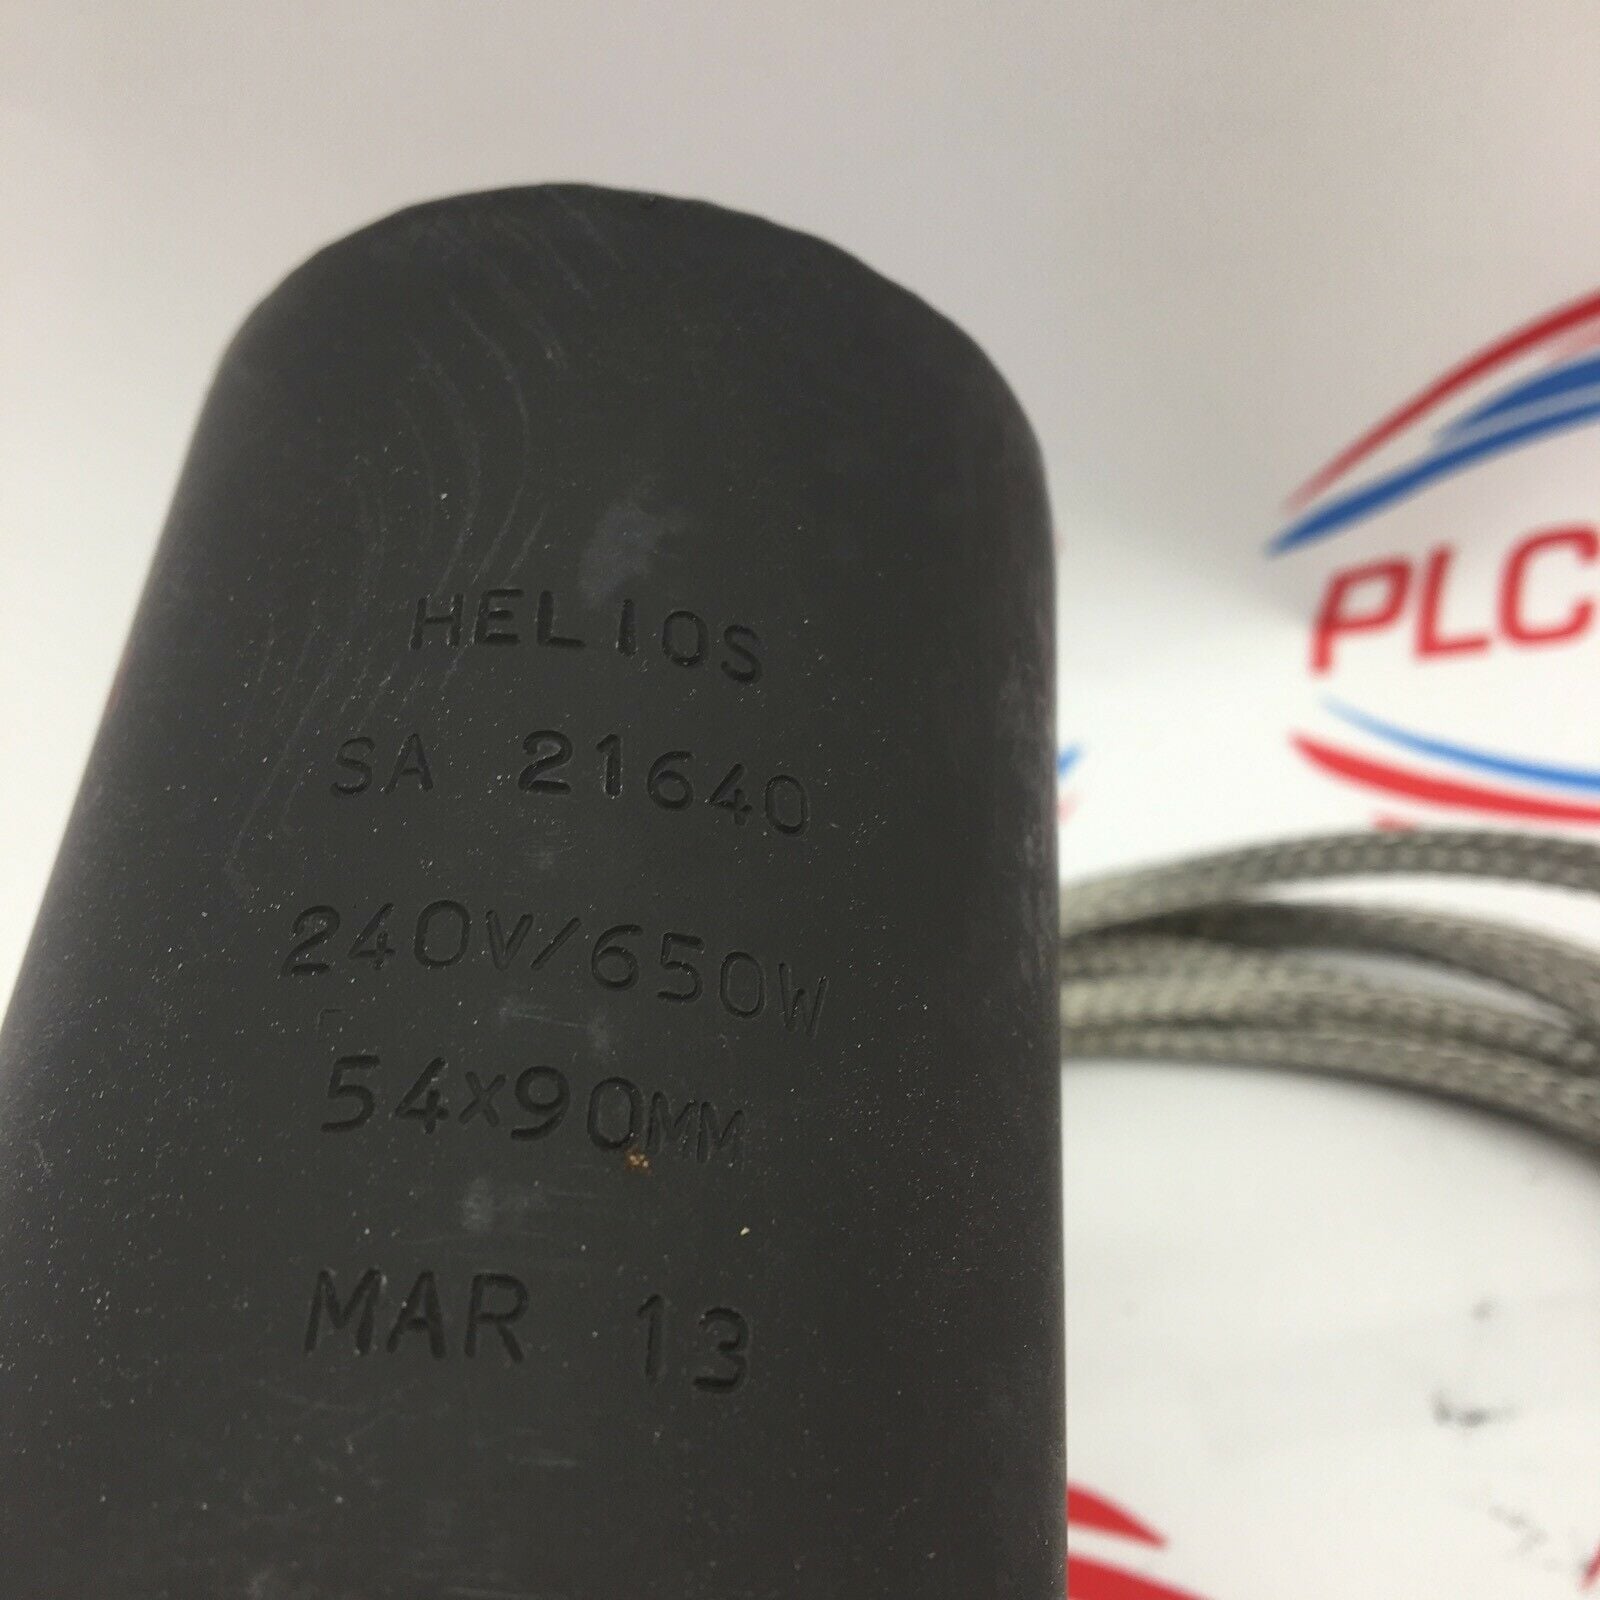 HELIOS
SA 21640
240V/650W
54x90MM
MAR 13
PLC